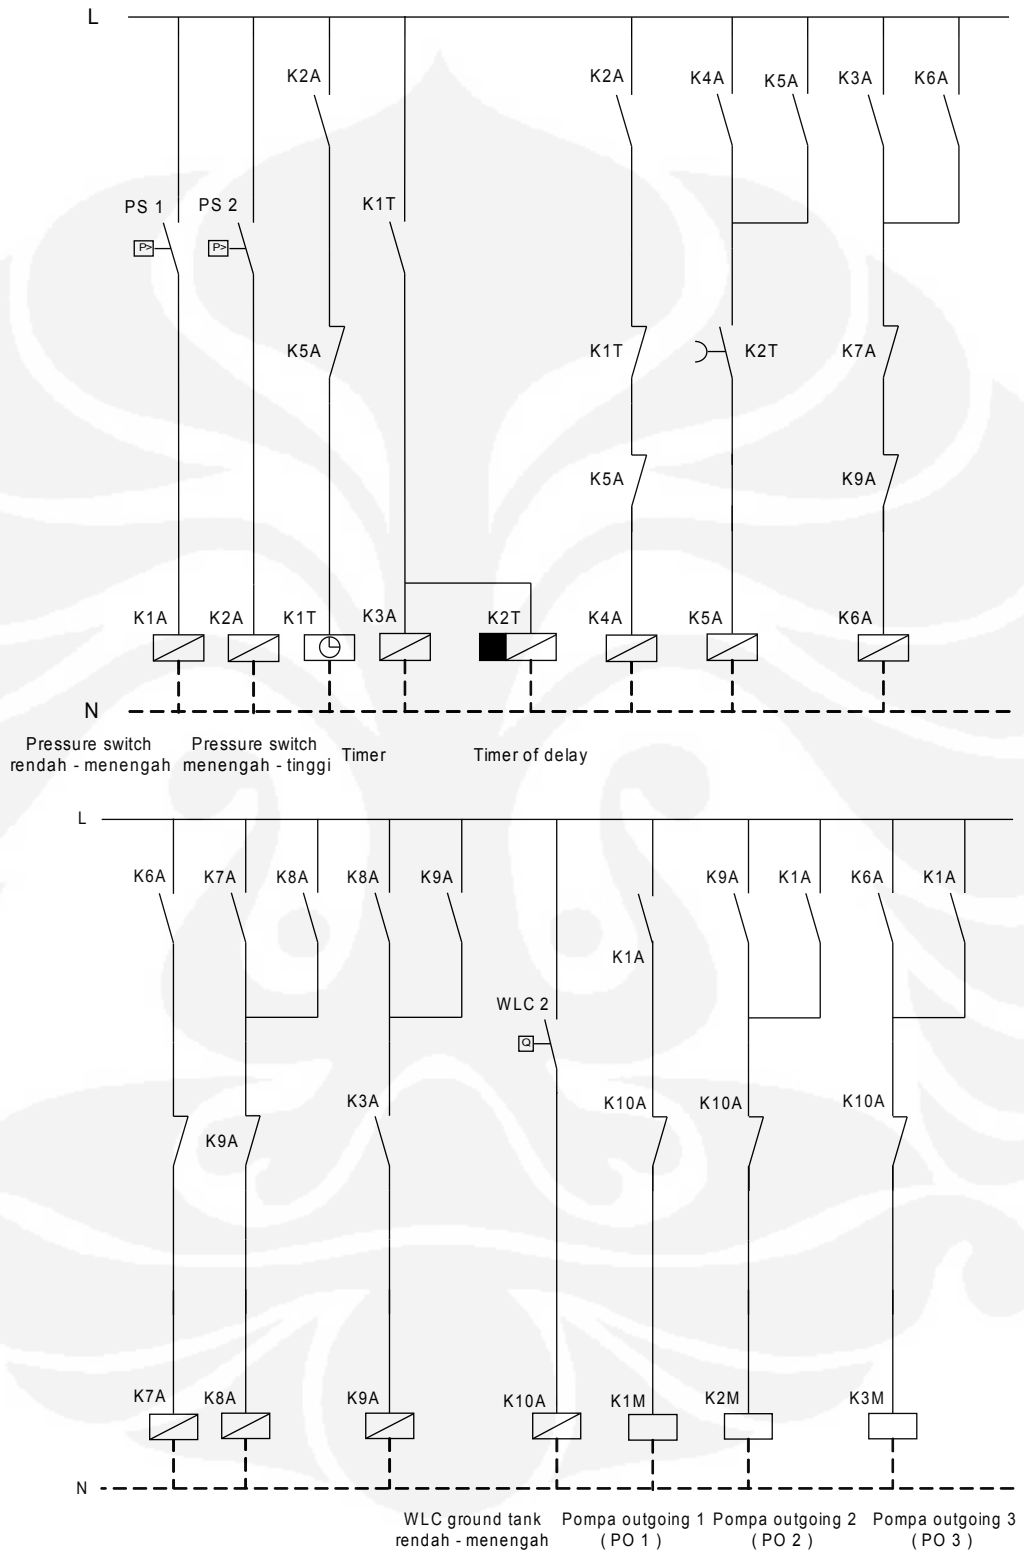 L
K2A
K2A
K4A
K5A
K3A
K6A
PS 1
PS 2
K1T
P>
P>
K5A
K1T
K2T
K7A
K5A
K9A
K1A
K2A
K1T
K3A
K2T
K4A
K5A
K6A
N
Pressure switch
rendah - menengah
Pressure switch
menengah - tinggi
Timer
Timer of delay
L
K6A
K7A
K8A
K8A
K9A
K9A
K1A
K6A
K1A
K1A
WLC 2
Q
K3A
K10A
K10A
K10A
K9A
K7A
K8A
K9A
K10A
K1M
K2M
K3M
N
WLC ground tank
rendah - menengah
Pompa outgoing 1
( PO 1 )
Pompa outgoing 2
( PO 2 )
Pompa outgoing 3
( PO 3 )